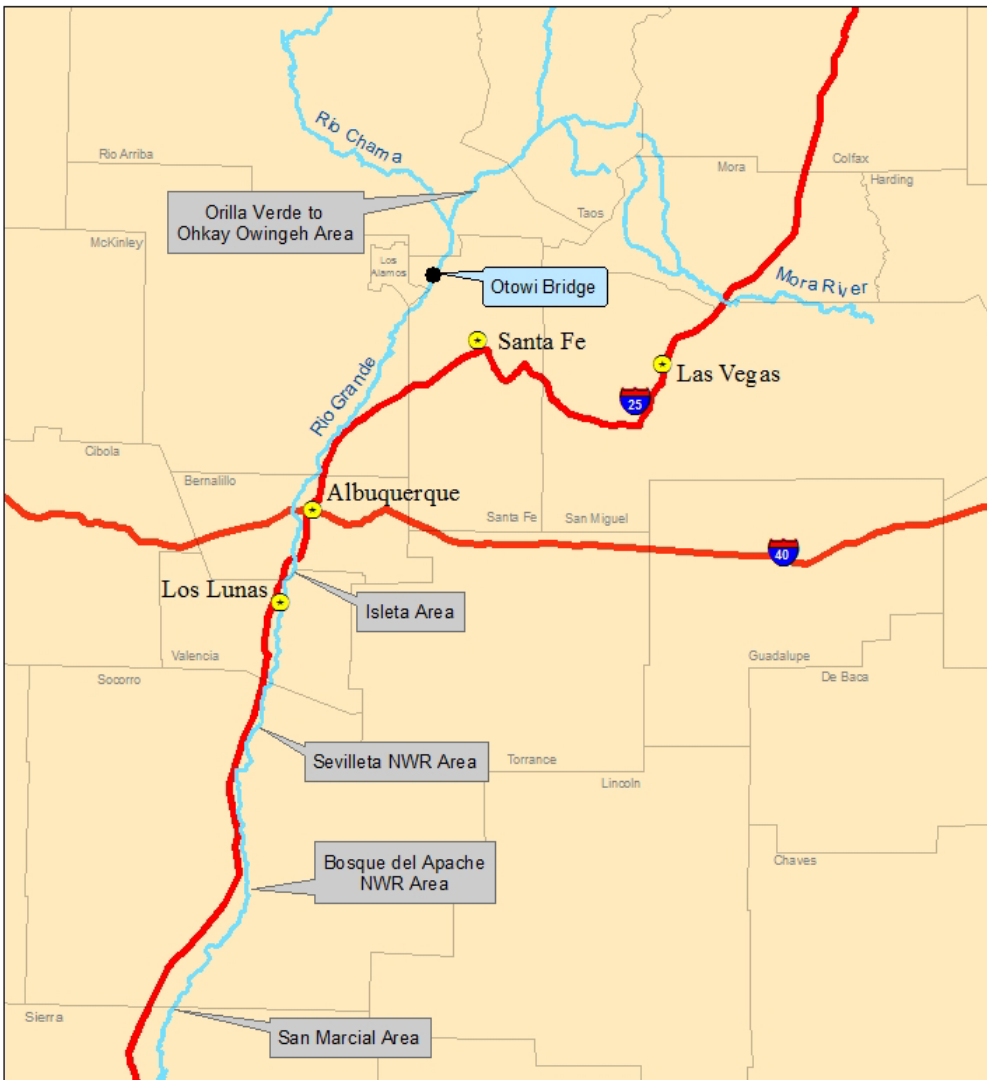 Rio Chama
Rio Arriba
Mora
Colfax
Harding
Orilla Verde to
Ohkay Owingeh Area
Taos
McKinley
Los
Alamos
Otowi Bridge
Mora River
Santa Fe
Las Vegas
25
Rio Grande
Cibola
Bernalillo
Albuquerque
Santa Fe
San Miguel
40
Los Lunas
Isleta Area
Valencia
Socorro
Guadalupe
De Baca
Sevilleta NWR Area
Torrance
Lincoln
Bosque del Apache
NWR Area
Chaves
Sierra
San Marcial Area